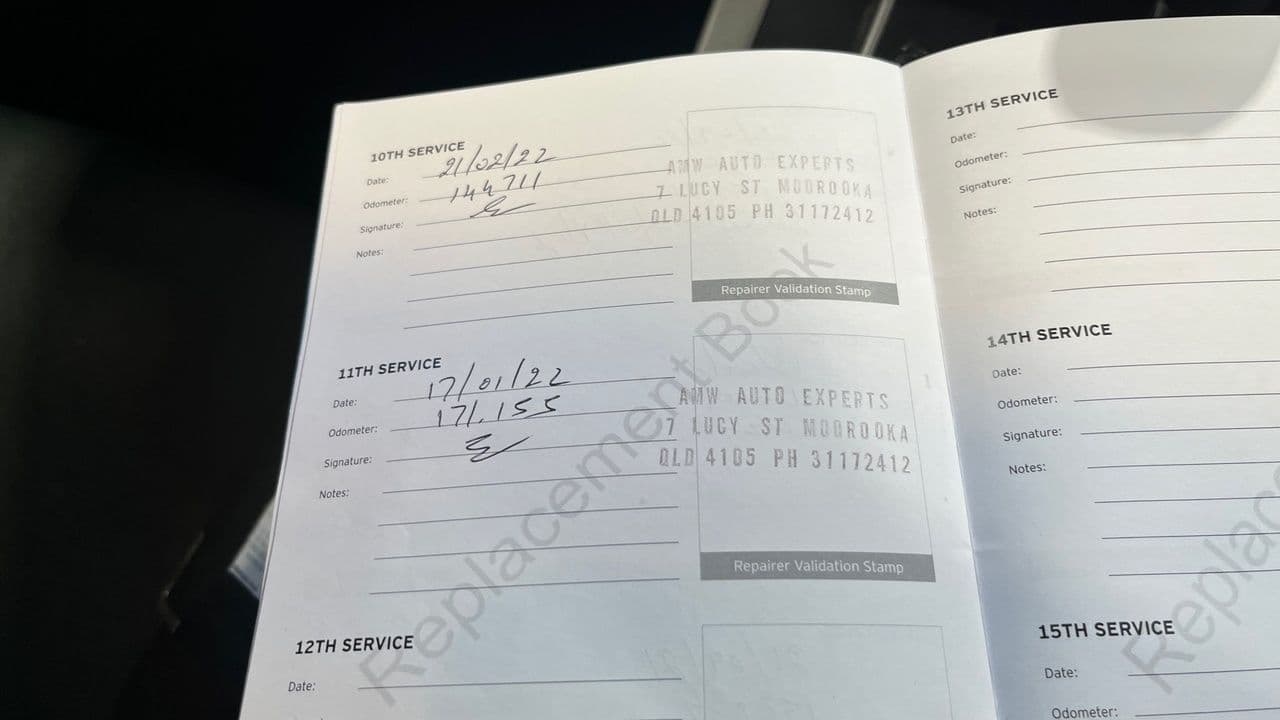 10TH SERVICE
Date: 21/02/22
Odometer: 144711
Signature:
Notes:
AMW AUTO EXPERTS
7 LUCY ST MOOROOKA
QLD 4105 PH 31172412
Repairer Validation Stamp
11TH SERVICE
Date: 17/01/22
Odometer: 171.155
Signature:
Notes:
AMW AUTO EXPERTS
7 LUCY ST MOOROOKA
QLD 4105 PH 31172412
Repairer Validation Stamp
12TH SERVICE
Date:
Replacement Book
13TH SERVICE
Date:
Odometer:
Signature:
Notes:
14TH SERVICE
Date:
Odometer:
Signature:
Notes:
15TH SERVICE
Date:
Odometer: